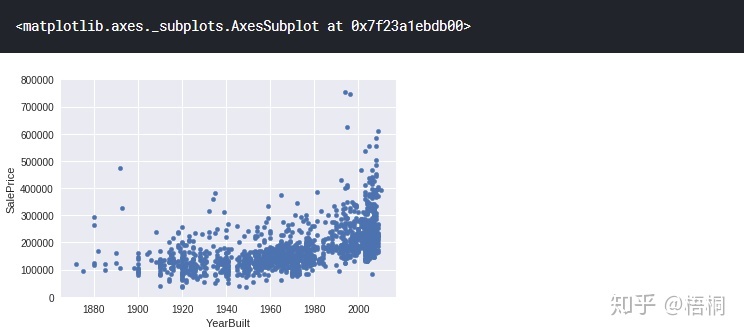 <matplotlib.axes._subplots.AxesSubplot at 0x7f23a1ebdb00>
800000
700000
600000
500000
400000
300000
200000
100000
0
SalePrice
1880 1900 1920 1940 1960 1980 2000
YearBuilt
知乎 @梧桐